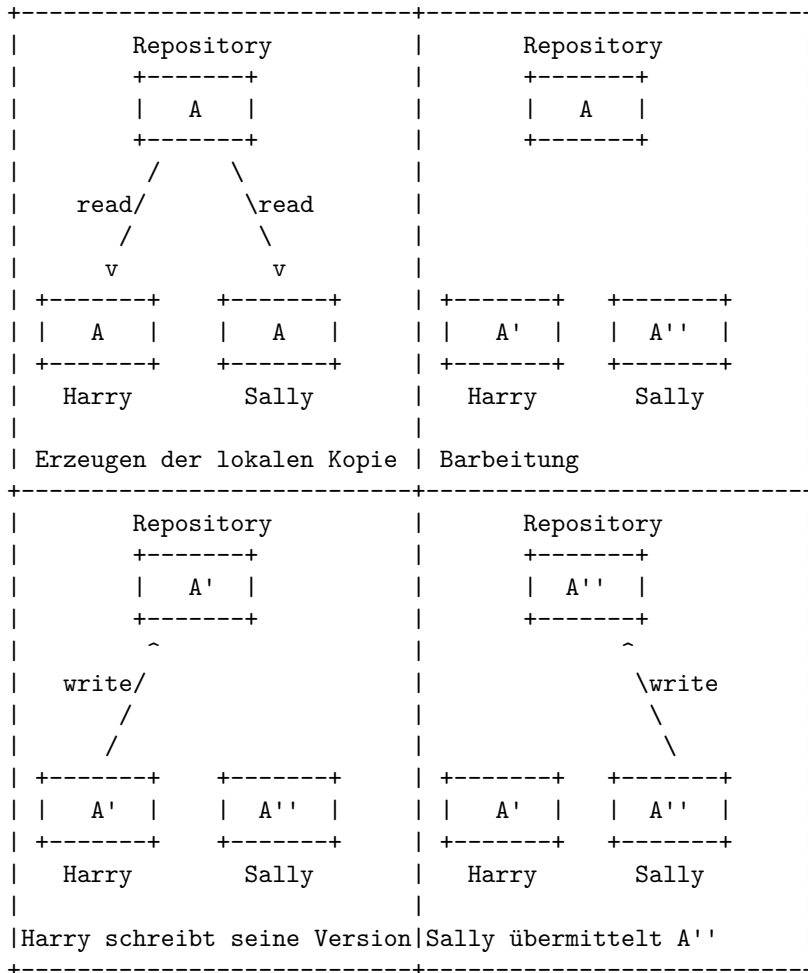 +----------------------------+----------------------------
|        Repository          |       Repository
|        +-------+           |       +-------+
|        |   A   |           |       |   A   |
|        +-------+           |       +-------+
|         /     \            |
|    read/       \read       |
|       /         \          |
|      v           v         |
| +-------+    +-------+     | +-------+   +-------+
| |   A   |    |   A   |     | |   A'  |   |  A''  |
| +-------+    +-------+     | +-------+   +-------+
|   Harry        Sally       |   Harry       Sally
|                            |
| Erzeugen der lokalen Kopie | Barbeitung
+----------------------------+----------------------------
|        Repository          |       Repository
|        +-------+           |       +-------+
|        |   A'  |           |       |  A''  |
|        +-------+           |       +-------+
|         ^                  |              ^
|   write/                   |               \write
|       /                    |                \
|      /                     |                 \
| +-------+    +-------+     | +-------+   +-------+
| |   A'  |    |  A''  |     | |   A'  |   |  A''  |
| +-------+    +-------+     | +-------+   +-------+
|   Harry        Sally       |   Harry       Sally
|                            |
|Harry schreibt seine Version|Sally übermittelt A''
+----------------------------+----------------------------